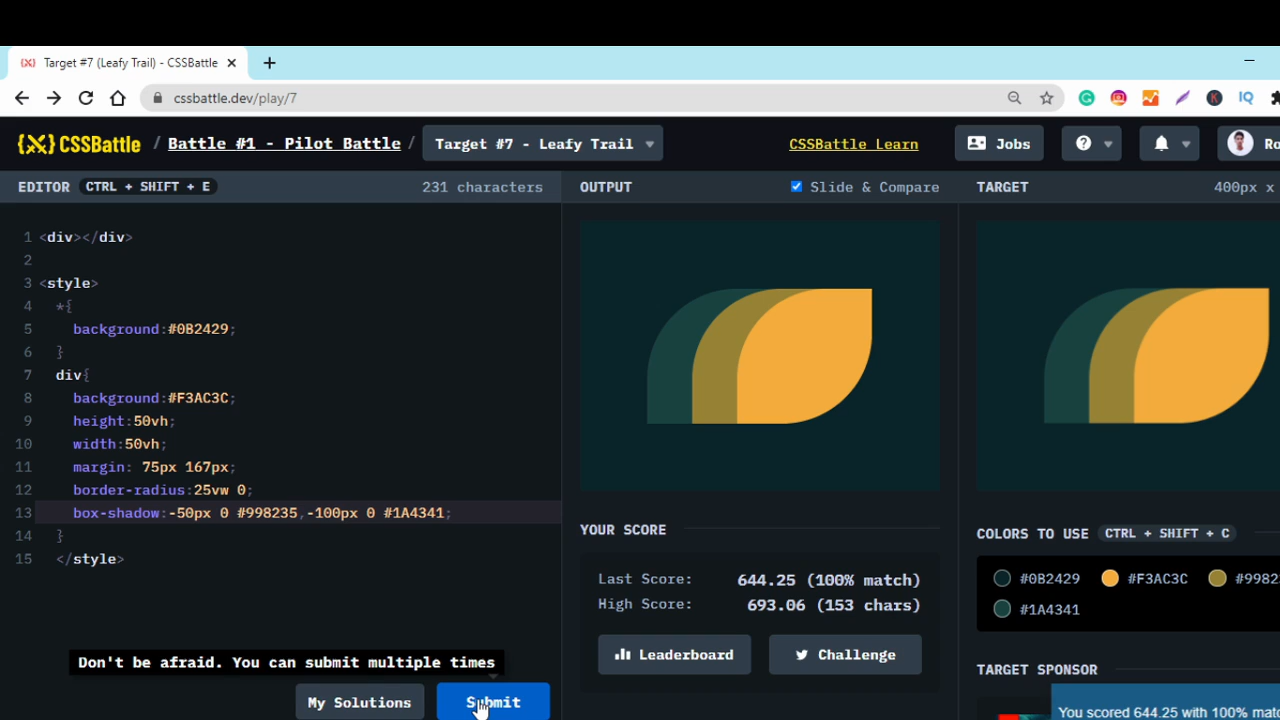 Target #7 (Leafy Trail) - CSSBattle
cssbattle.dev/play/7
CSSBattle / Battle #1 - Pilot Battle / Target #7 - Leafy Trail
CSSBattle Learn
Jobs
Ro
EDITOR CTRL + SHIFT + E 231 characters
OUTPUT Slide & Compare
TARGET 400px x
1 <div></div>
2
3 <style>
4 *{
5 background:#0B2429;
6 }
7 div{
8 background:#F3AC3C;
9 height:50vh;
10 width:50vh;
11 margin: 75px 167px;
12 border-radius:25vw 0;
13 box-shadow:-50px 0 #998235,-100px 0 #1A4341;
14 }
15 </style>
YOUR SCORE
Last Score: 644.25 (100% match)
High Score: 693.06 (153 chars)
Leaderboard
Challenge
COLORS TO USE CTRL + SHIFT + C
#0B2429 #F3AC3C #9982
#1A4341
TARGET SPONSOR
Don't be afraid. You can submit multiple times
My Solutions
Submit
You scored 644.25 with 100% matc